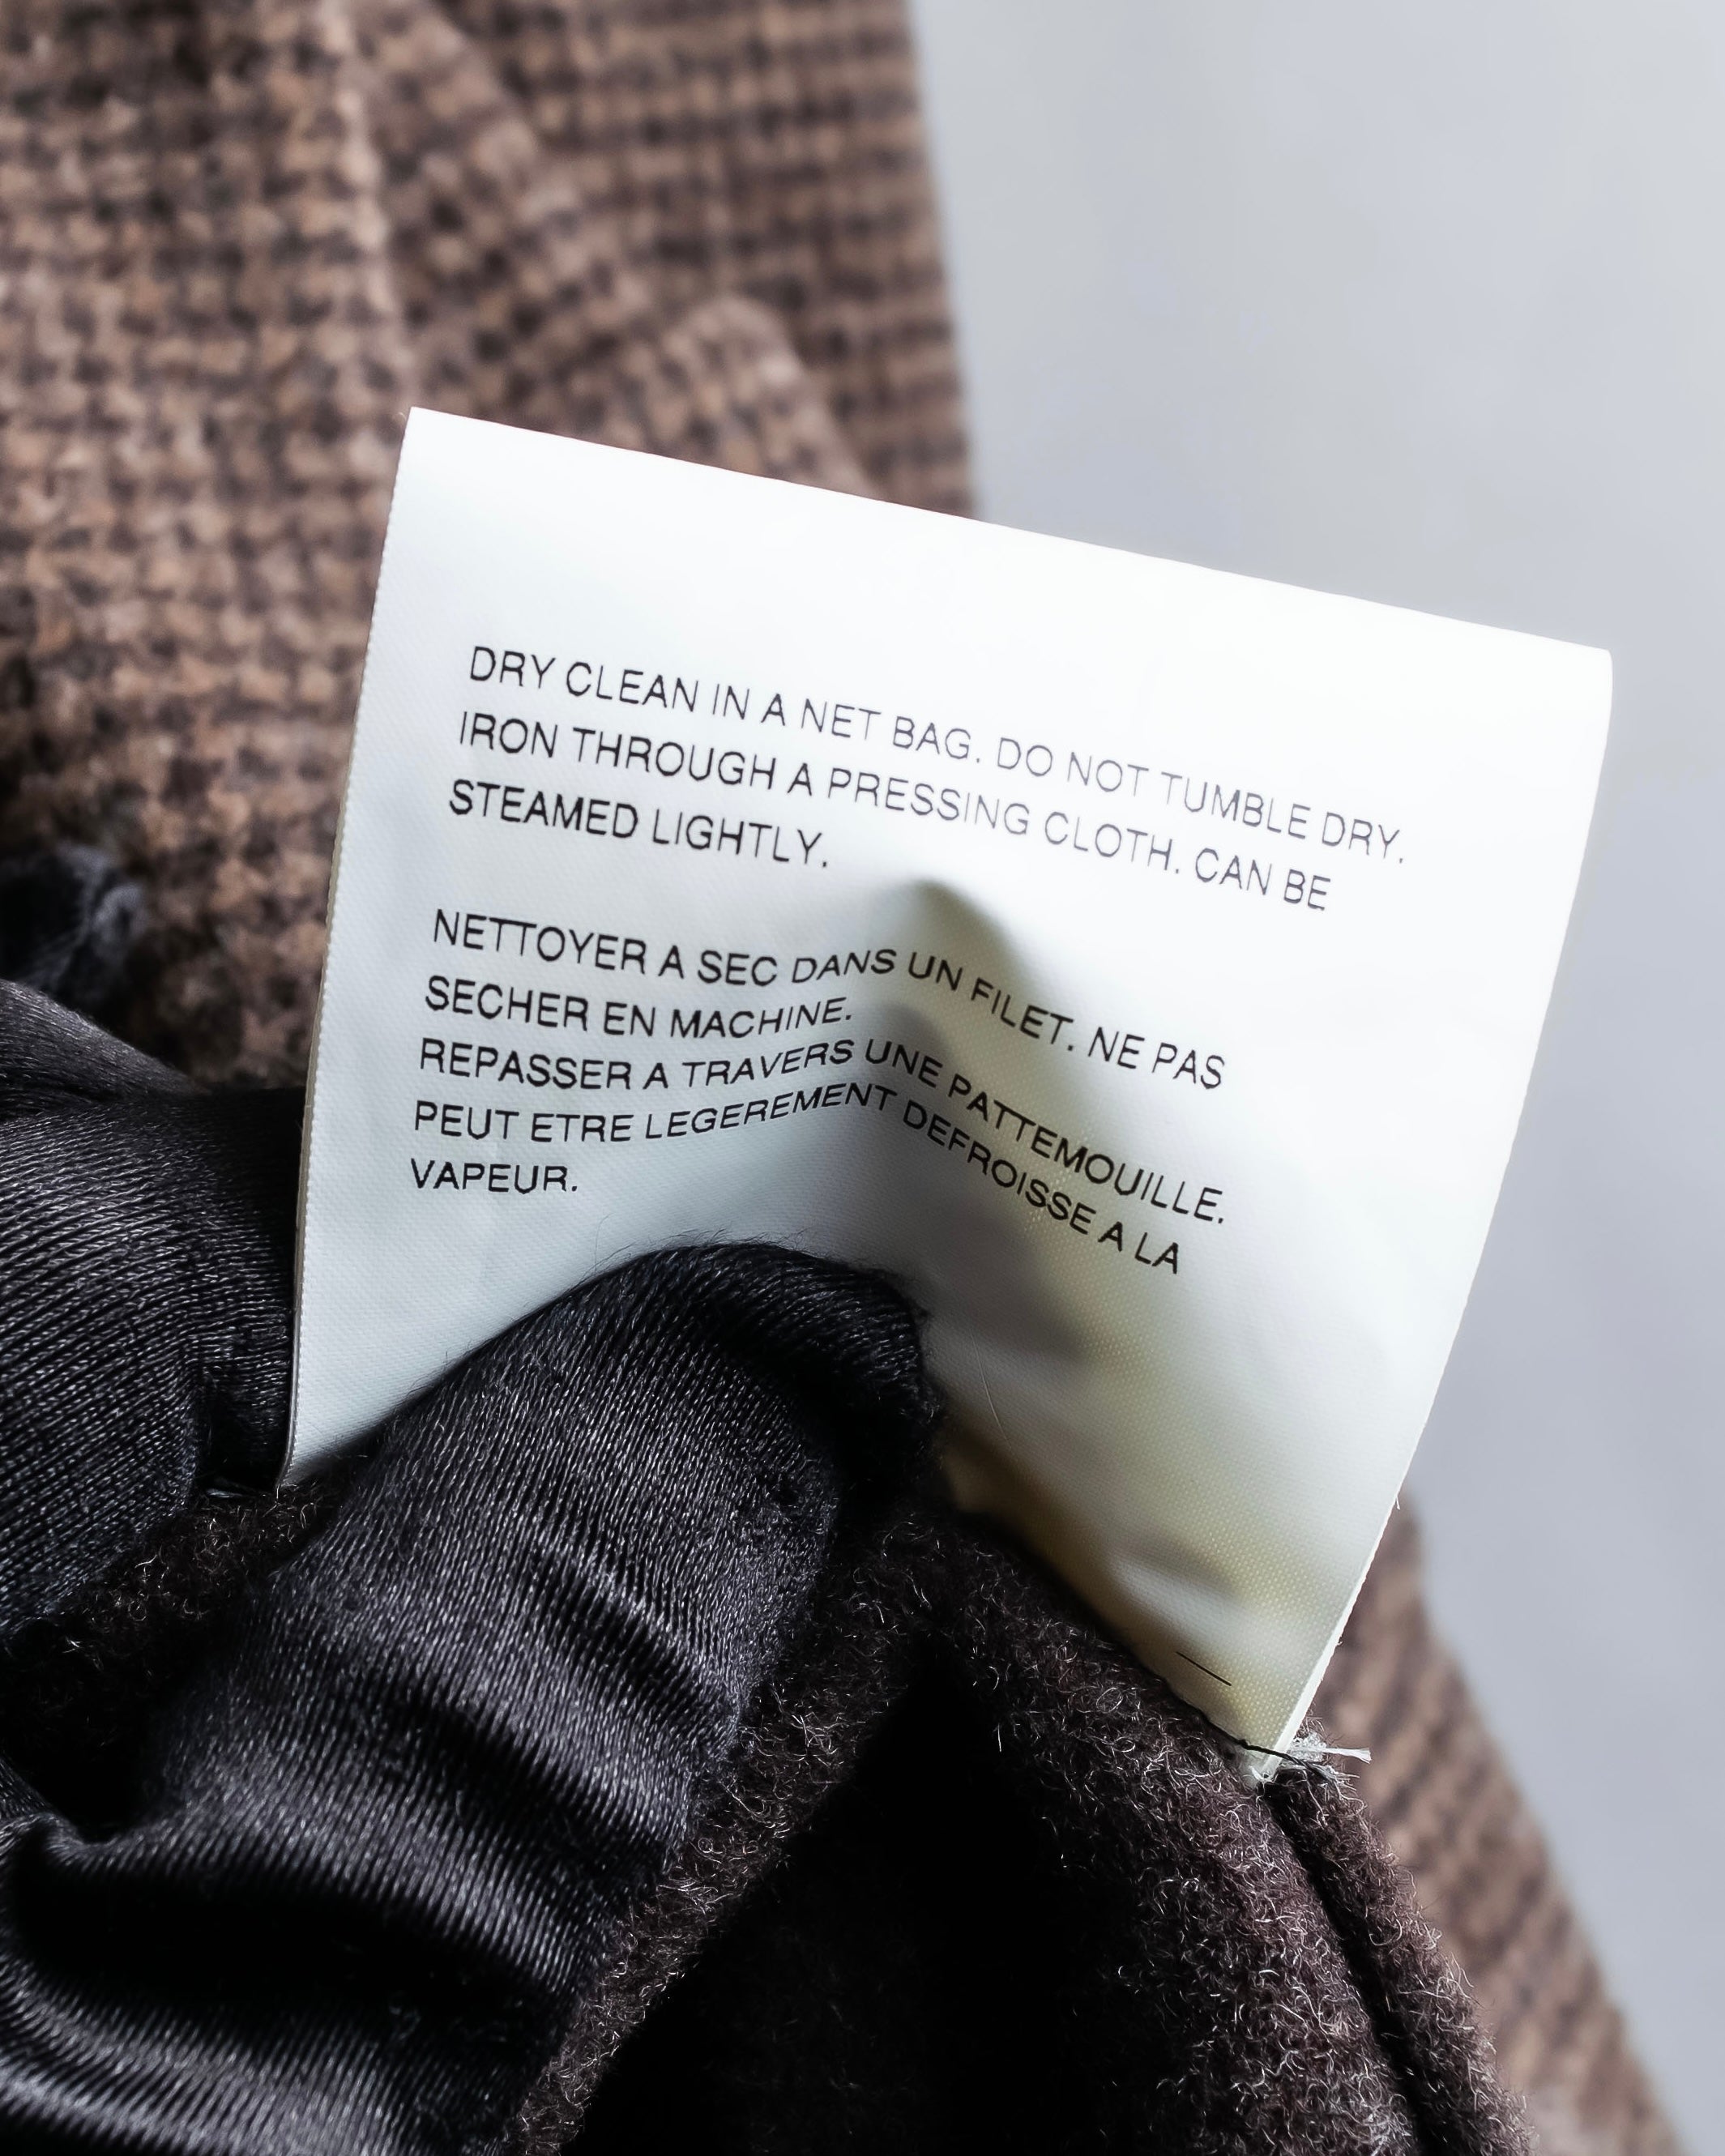 DRY CLEAN IN A NET BAG. DO NOT TUMBLE DRY.
IRON THROUGH A PRESSING CLOTH. CAN BE
STEAMED LIGHTLY.
NETTOYER A SEC DANS UN FILET. NE PAS
SECHER EN MACHINE.
REPASSER A TRAVERS UNE PATTEMOUILLE.
PEUT ETRE LEGEREMENT DEFROISSE A LA
VAPEUR.